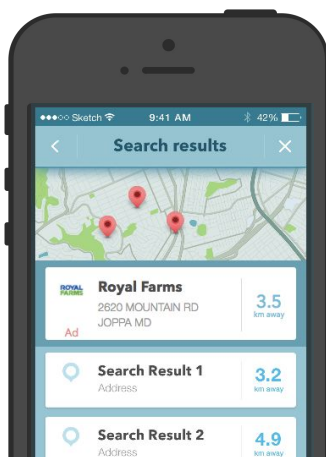 Sketch 9:41 AM 42%
Search results
ROYAL FARMS
Royal Farms
2620 MOUNTAIN RD
JOPPA MD
Ad
3.5
km away
Search Result 1
Address
3.2
km away
Search Result 2
Address
4.9
km away